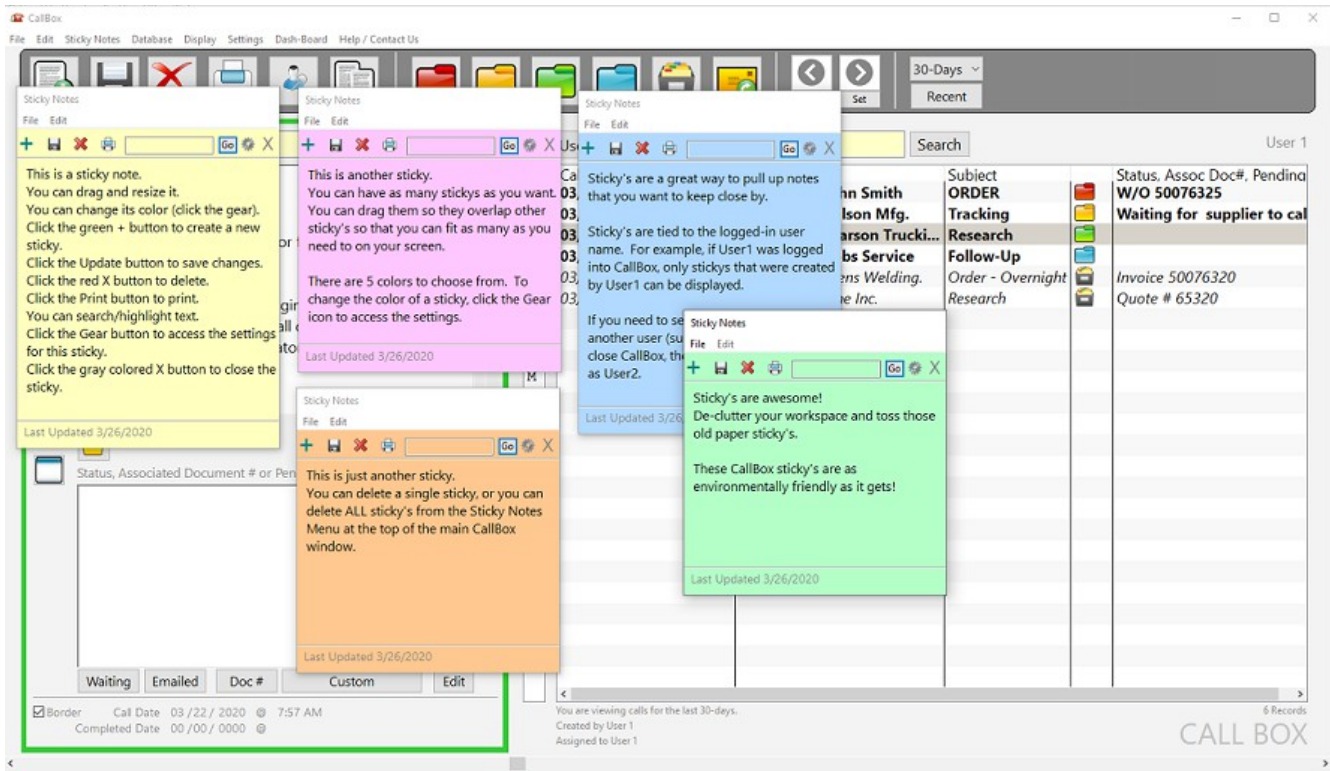 CallBox
File Edit Sticky Notes Database Display Settings Dash-Board Help / Contact Us
30-Days
Set
Recent
Search
User 1
Sticky Notes
File Edit
Go X
This is a sticky note.
You can drag and resize it.
You can change its color (click the gear).
Click the green + button to create a new
sticky.
Click the Update button to save changes.
Click the red X button to delete.
Click the Print button to print.
You can search/highlight text.
Click the Gear button to access the settings
for this sticky.
Click the gray colored X button to close the
sticky.
Last Updated 3/26/2020
Sticky Notes
File Edit
Go X
This is another sticky.
You can have as many stickys as you want.
You can drag them so they overlap other
sticky's so that you can fit as many as you
need to on your screen.
There are 5 colors to choose from. To
change the color of a sticky, click the Gear
icon to access the settings.
Last Updated 3/26/2020
Sticky Notes
File Edit
Go X
Sticky's are a great way to pull up notes
that you want to keep close by.
Sticky's are tied to the logged-in user
name. For example, if User1 was logged
into CallBox, only stickys that were created
by User1 can be displayed.
If you need to se
another user (su
close CallBox, the
as User2.
Last Updated 3/26
Sticky Notes
File Edit
Go X
This is just another sticky.
You can delete a single sticky, or you can
delete ALL sticky's from the Sticky Notes
Menu at the top of the main CallBox
window.
Last Updated 3/26/2020
Sticky Notes
File Edit
Go X
Sticky's are awesome!
De-clutter your workspace and toss those
old paper sticky's.
These CallBox sticky's are as
environmentally friendly as it gets!
Last Updated 3/26/2020
Subject Status, Assoc Doc#, Pending
hn Smith ORDER W/O 50076325
lson Mfg. Tracking Waiting for supplier to cal
arson Trucki... Research
bs Service Follow-Up
ens Welding. Order - Overnight Invoice 50076320
e Inc. Research Quote # 65320
M
Status, Associated Document # or Pen
Waiting Emailed Doc # Custom Edit
Border Call Date 03 /22 / 2020 @ 7:57 AM
Completed Date 00 /00 / 0000 @
You are viewing calls for the last 30-days.
Created by User 1
Assigned to User 1
6 Records
CALL BOX